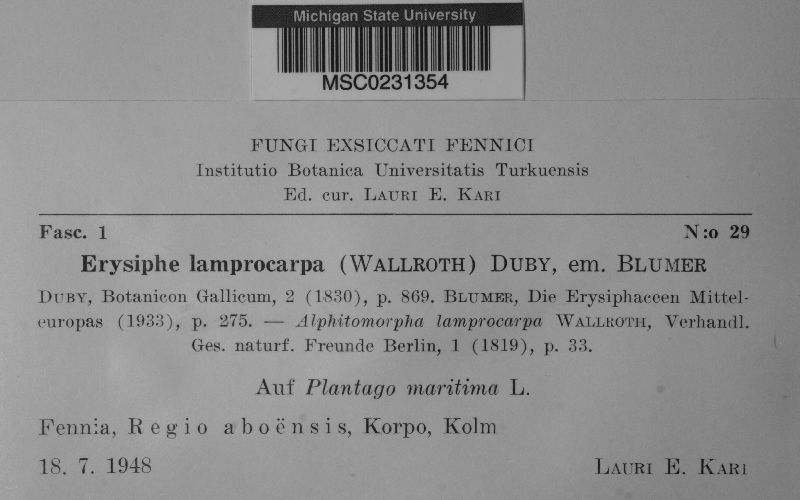 Michigan State University
MSC0231354
FUNGI EXSICCATI FENNICI
Institutio Botanica Universitatis Turkuensis
Ed. cur. LAURI E. KARI
Fasc. 1 N:o 29
Erysiphe lamprocarpa (WALLROTH) DUBY, em. BLUMER
DUBY, Botanicon Gallicum, 2 (1830), p. 869. BLUMER, Die Erysiphaceen Mittel-
europas (1933), p. 275. — Alphitomorpha lamprocarpa WALLROTH, Verhandl.
Ges. naturf. Freunde Berlin, 1 (1819), p. 33.
Auf Plantago maritima L.
Fennia, Regio aboënsis, Korpo, Kolm
18. 7. 1948 LAURI E. KARI